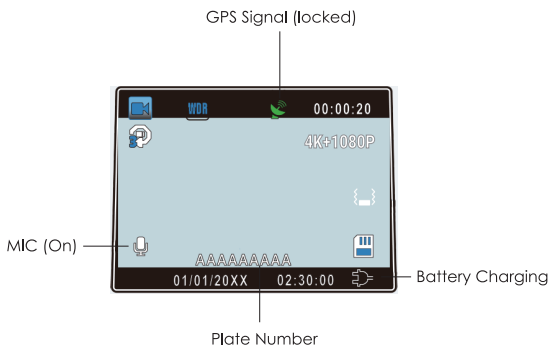 GPS Signal (locked)
WDR
00:00:20
3
4K+1080P
MIC (On)
AAAAAAAAA
01/01/20XX 02:30:00
Battery Charging
Plate Number